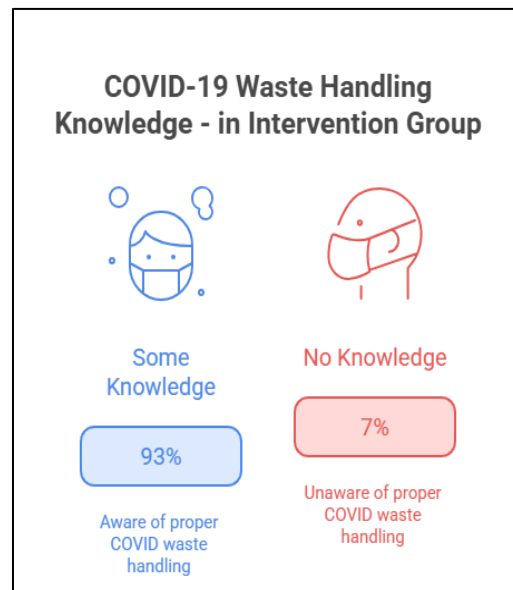 COVID-19 Waste Handling
Knowledge - in Intervention Group
Some
Knowledge
93%
Aware of proper
COVID waste
handling
No Knowledge
7%
Unaware of proper
COVID waste
handling